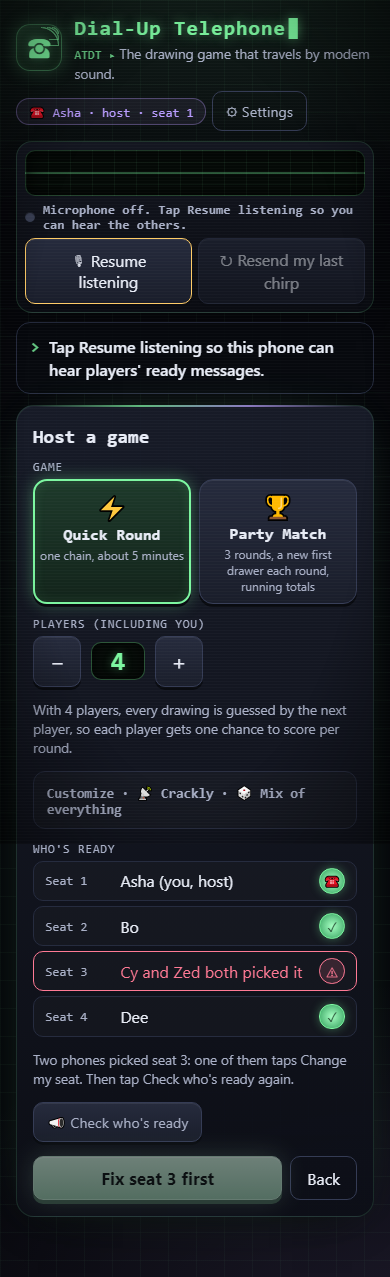 Dial-Up Telephone
ATDT ▸ The drawing game that travels by modem
sound.
☎️ Asha · host · seat 1
⚙ Settings
Microphone off. Tap Resume listening so you
can hear the others.
🎙 Resume
listening
↻ Resend my last
chirp
> Tap Resume listening so this phone can
hear players' ready messages.
Host a game
GAME
Quick Round
one chain, about 5 minutes
Party Match
3 rounds, a new first
drawer each round,
running totals
PLAYERS (INCLUDING YOU)
− 4 +
With 4 players, every drawing is guessed by the next
player, so each player gets one chance to score per
round.
Customize · 📡 Crackly · 🎲 Mix of
everything
WHO'S READY
Seat 1 Asha (you, host)
Seat 2 Bo ✓
Seat 3 Cy and Zed both picked it ⚠
Seat 4 Dee ✓
Two phones picked seat 3: one of them taps Change
my seat. Then tap Check who's ready again.
📣 Check who's ready
Fix seat 3 first
Back